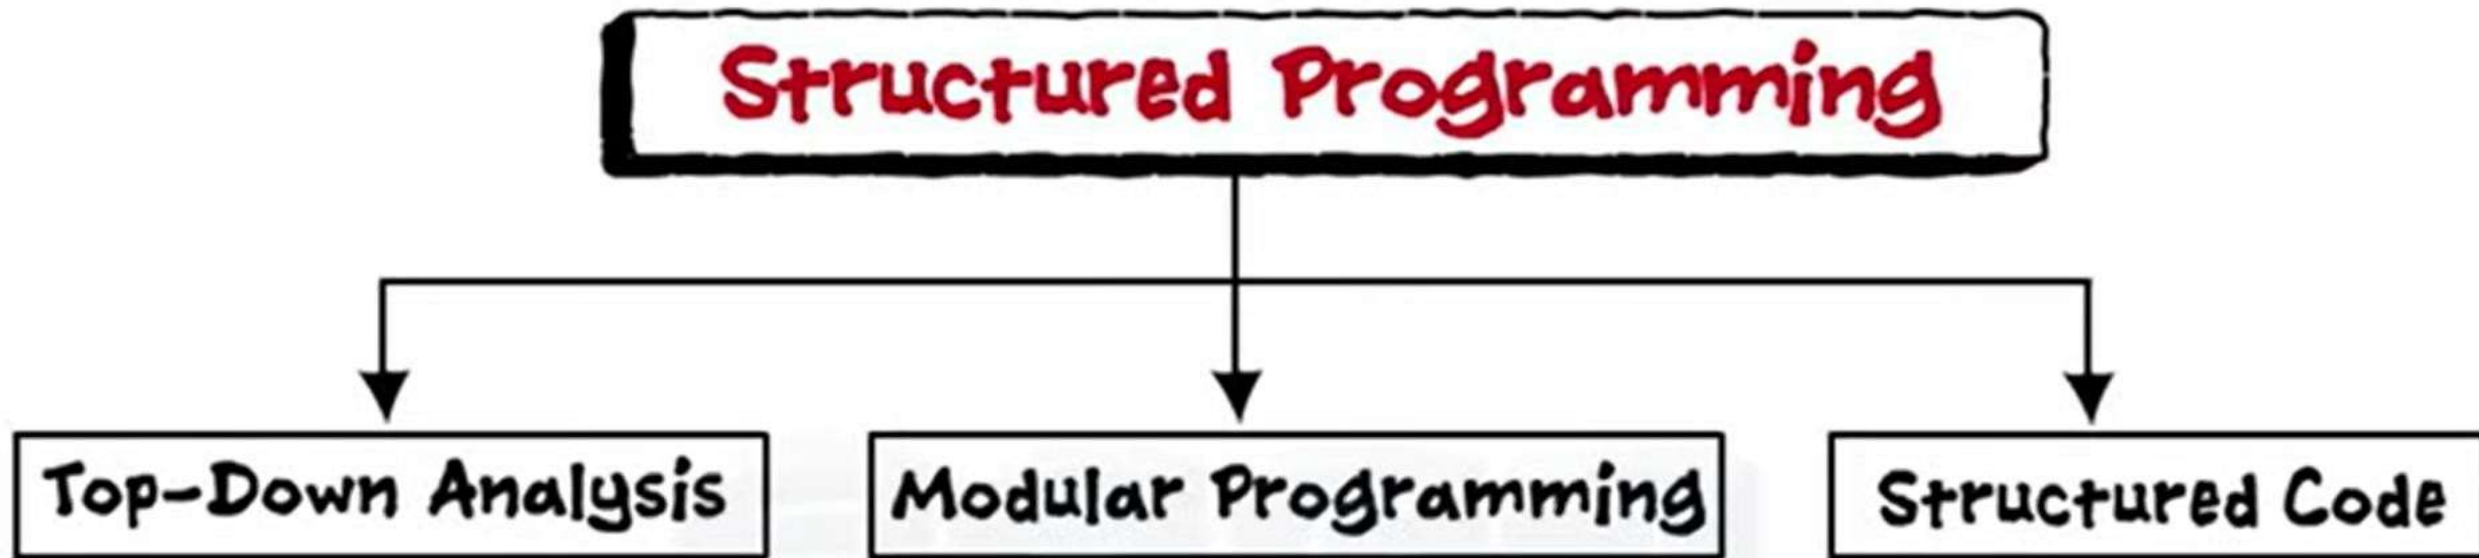 Structured Programming
Top-Down Analysis
Modular Programming
Structured Code